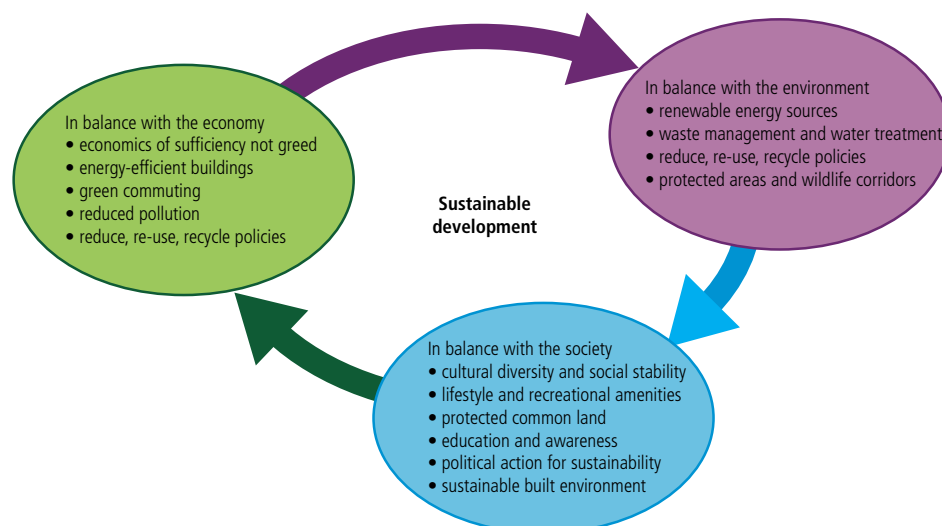 In balance with the economy
• economics of sufficiency not greed
• energy-efficient buildings
• green commuting
• reduced pollution
• reduce, re-use, recycle policies
In balance with the environment
• renewable energy sources
• waste management and water treatment
• reduce, re-use, recycle policies
• protected areas and wildlife corridors
Sustainable
development
In balance with the society
• cultural diversity and social stability
• lifestyle and recreational amenities
• protected common land
• education and awareness
• political action for sustainability
• sustainable built environment